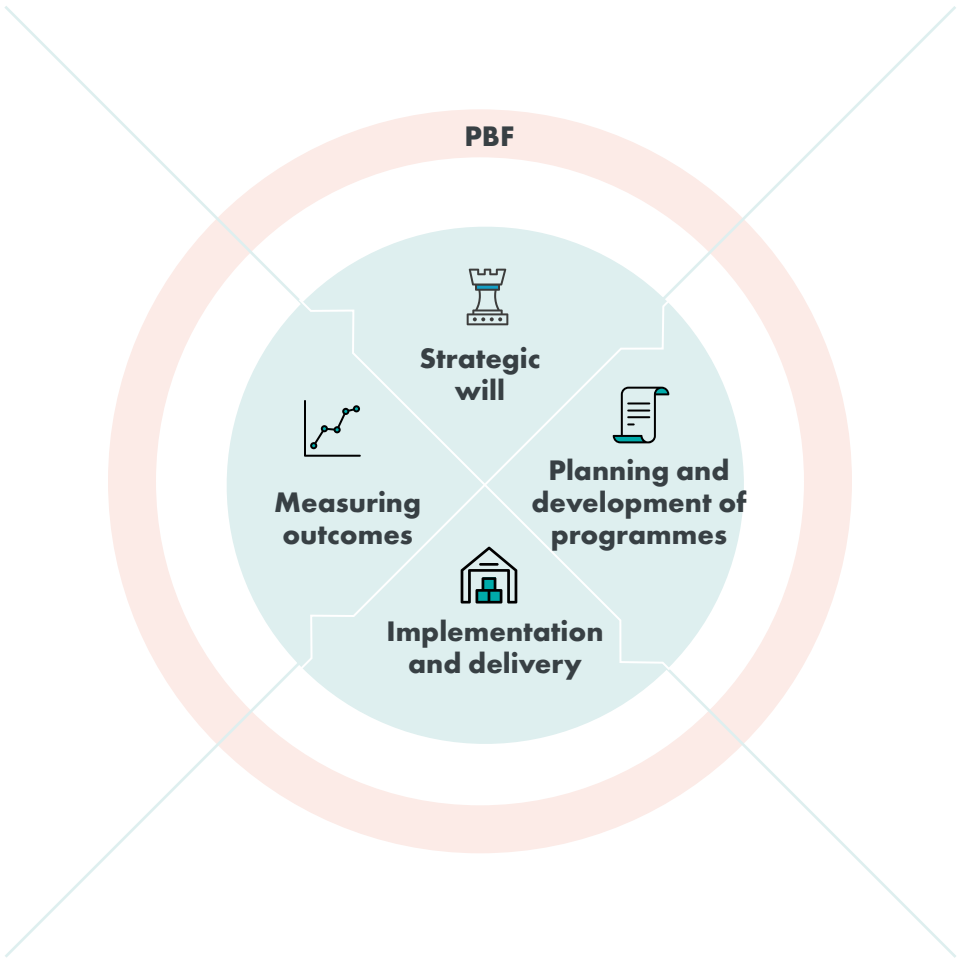 PBF
Strategic
will
Planning and
development of
programmes
Measuring
outcomes
Implementation
and delivery